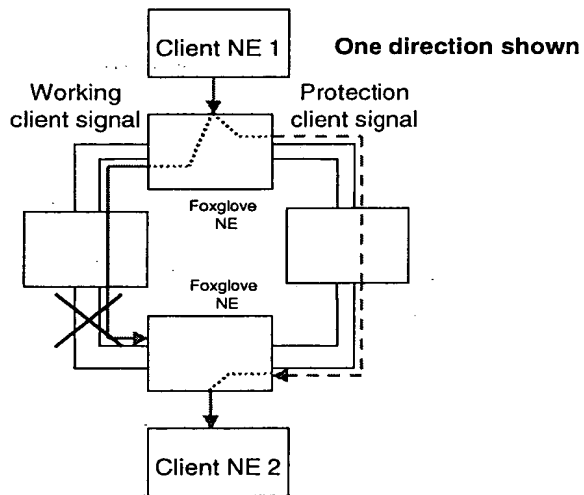 Client NE 1
One direction shown
Working
client signal
Protection
client signal
Foxglove
NE
Foxglove
NE
Client NE 2